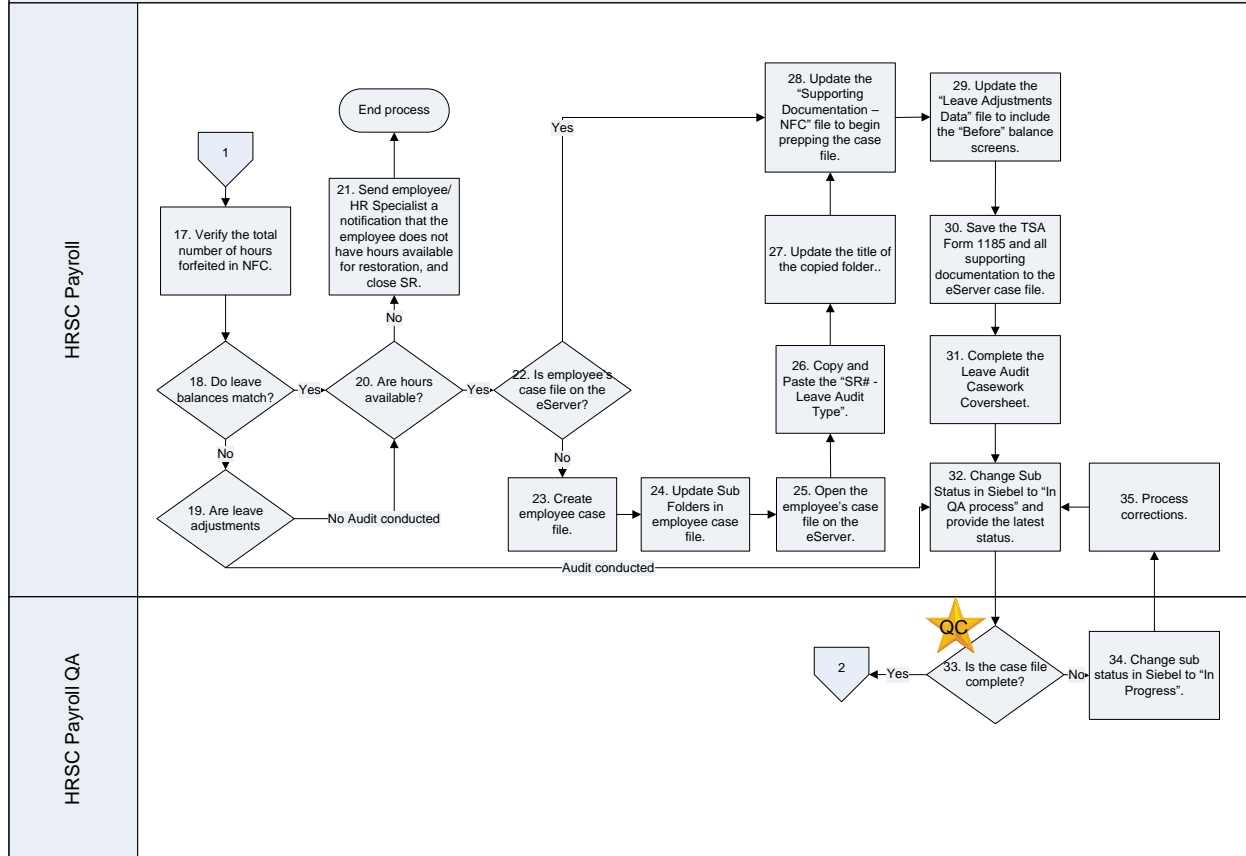 HRSC Payroll
1
17. Verify the total
number of hours
forfeited in NFC.
18. Do leave
balances match?
Yes
No
19. Are leave
adjustments
No Audit conducted
Audit conducted
End process
21. Send employee/
HR Specialist a
notification that the
employee does not
have hours available
for restoration, and
close SR.
No
20. Are hours
available?
Yes
22. Is employee's
case file on the
eServer?
Yes
No
23. Create
employee case
file.
24. Update Sub
Folders in
employee case
file.
25. Open the
employee's case
file on the
eServer.
26. Copy and
Paste the “SR# -
Leave Audit
Type”.
27. Update the title of
the copied folder..
28. Update the
“Supporting
Documentation –
NFC” file to begin
prepping the case
file.
29. Update the
“Leave Adjustments
Data” file to include
the “Before” balance
screens.
30. Save the TSA
Form 1185 and all
supporting
documentation to the
eServer case file.
31. Complete the
Leave Audit
Casework
Coversheet.
32. Change Sub
Status in Siebel to “In
QA process” and
provide the latest
status.
35. Process
corrections.
HRSC Payroll QA
QC
33. Is the case file
complete?
Yes
2
No
34. Change sub
status in Siebel to “In
Progress”.